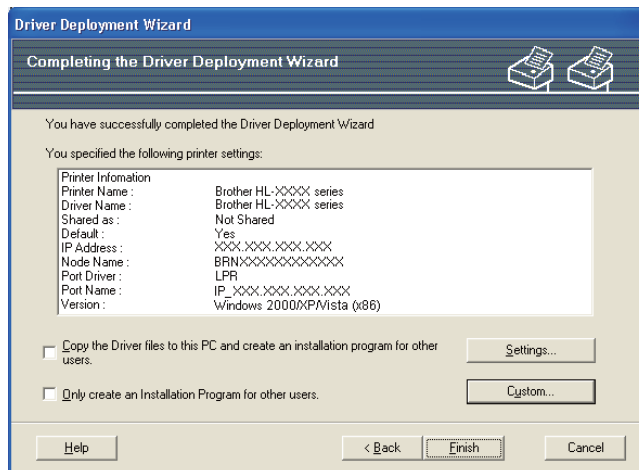 Driver Deployment Wizard
Completing the Driver Deployment Wizard
You have successfully completed the Driver Deployment Wizard
You specified the following printer settings:
Printer Infomation
Printer Name : Brother HL-XXXX series
Driver Name : Brother HL-XXXX series
Shared as : Not Shared
Default : Yes
IP Address : XXX.XXX.XXX.XXX
Node Name : BRNXXXXXXXXXXXX
Port Driver : LPR
Port Name : IP_XXX.XXX.XXX.XXX
Version : Windows 2000/XP/Vista (x86)
Copy the Driver files to this PC and create an installation program for other
users.
Settings...
Only create an Installation Program for other users.
Custom...
Help
< Back
Finish
Cancel